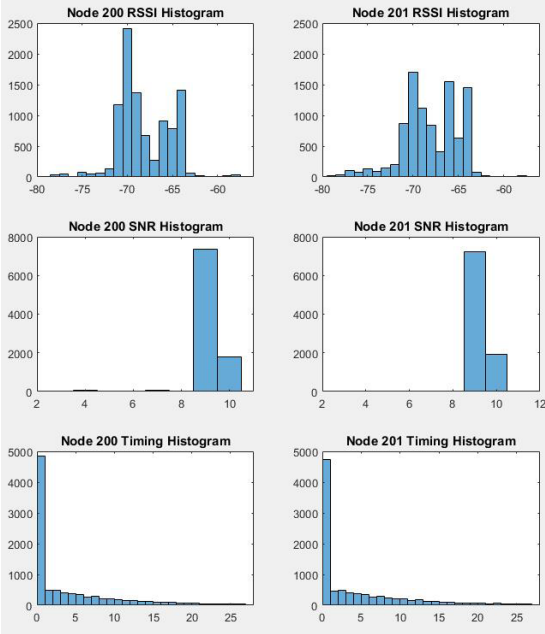 Node 200 RSSI Histogram
2500
2000
1500
1000
500
0
-80 -75 -70 -65 -60
Node 201 RSSI Histogram
2500
2000
1500
1000
500
0
-80 -75 -70 -65 -60
Node 200 SNR Histogram
8000
6000
4000
2000
0
2 4 6 8 10
Node 201 SNR Histogram
8000
6000
4000
2000
0
2 4 6 8 10 12
Node 200 Timing Histogram
5000
4000
3000
2000
1000
0
0 5 10 15 20 25
Node 201 Timing Histogram
5000
4000
3000
2000
1000
0
0 5 10 15 20 25